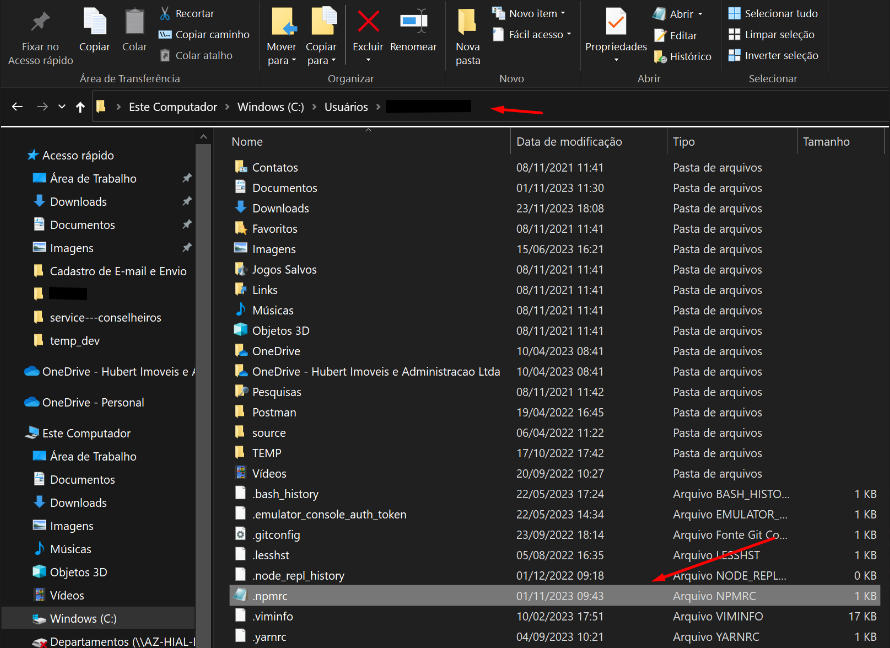 Fixar no
Acesso rápido
Copiar
Colar
Recortar
Copiar caminho
Colar atalho
Área de Transferência
Mover
para
Copiar
para
Excluir
Renomear
Organizar
Nova
pasta
Novo item
Fácil acesso
Novo
Propriedades
Abrir
Editar
Histórico
Abrir
Selecionar tudo
Limpar seleção
Inverter seleção
Selecionar
Este Computador > Windows (C:) > Usuários >
Acesso rápido
Área de Trabalho
Downloads
Documentos
Imagens
Cadastro de E-mail e Envio
service---conselheiros
temp_dev
OneDrive - Hubert Imoveis e A
OneDrive - Personal
Este Computador
Área de Trabalho
Documentos
Downloads
Imagens
Músicas
Objetos 3D
Vídeos
Windows (C:)
Departamentos (\\AZ-HIAL-
Nome Data de modificação Tipo Tamanho
Contatos 08/11/2021 11:41 Pasta de arquivos
Documentos 01/11/2023 11:30 Pasta de arquivos
Downloads 23/11/2023 18:08 Pasta de arquivos
Favoritos 08/11/2021 11:41 Pasta de arquivos
Imagens 15/06/2023 16:21 Pasta de arquivos
Jogos Salvos 08/11/2021 11:41 Pasta de arquivos
Links 08/11/2021 11:41 Pasta de arquivos
Músicas 08/11/2021 11:41 Pasta de arquivos
Objetos 3D 08/11/2021 11:41 Pasta de arquivos
OneDrive 10/04/2023 08:41 Pasta de arquivos
OneDrive - Hubert Imoveis e Administracao Ltda 10/04/2023 08:41 Pasta de arquivos
Pesquisas 08/11/2021 11:42 Pasta de arquivos
Postman 19/04/2022 16:45 Pasta de arquivos
source 06/04/2022 11:22 Pasta de arquivos
TEMP 17/10/2022 17:42 Pasta de arquivos
Vídeos 20/09/2022 10:27 Pasta de arquivos
.bash_history 22/05/2023 17:24 Arquivo BASH_HISTO... 1 KB
.emulator_console_auth_token 22/05/2023 14:34 Arquivo EMULATOR_... 1 KB
.gitconfig 23/09/2022 18:14 Arquivo Fonte Git Co... 1 KB
.lesshst 05/08/2022 16:35 Arquivo LESSHST 1 KB
.node_repl_history 01/12/2022 09:18 Arquivo NODE_REPL... 0 KB
.npmrc 01/11/2023 09:43 Arquivo NPMRC 1 KB
.viminfo 10/02/2023 17:51 Arquivo VIMINFO 17 KB
.yarnrc 04/09/2023 10:21 Arquivo YARNRC 1 KB